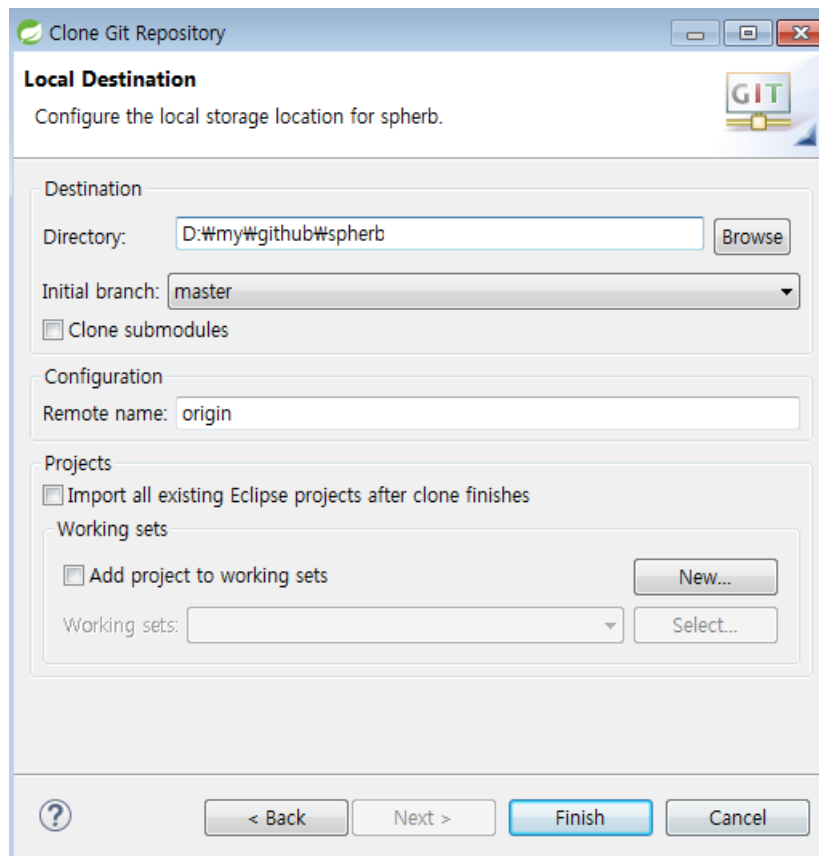 Clone Git Repository
Local Destination
Configure the local storage location for spherb.
GIT
Destination
Directory: D:₩my₩github₩spherb Browse
Initial branch: master
Clone submodules
Configuration
Remote name: origin
Projects
Import all existing Eclipse projects after clone finishes
Working sets
Add project to working sets New...
Working sets: Select...
? < Back Next > Finish Cancel